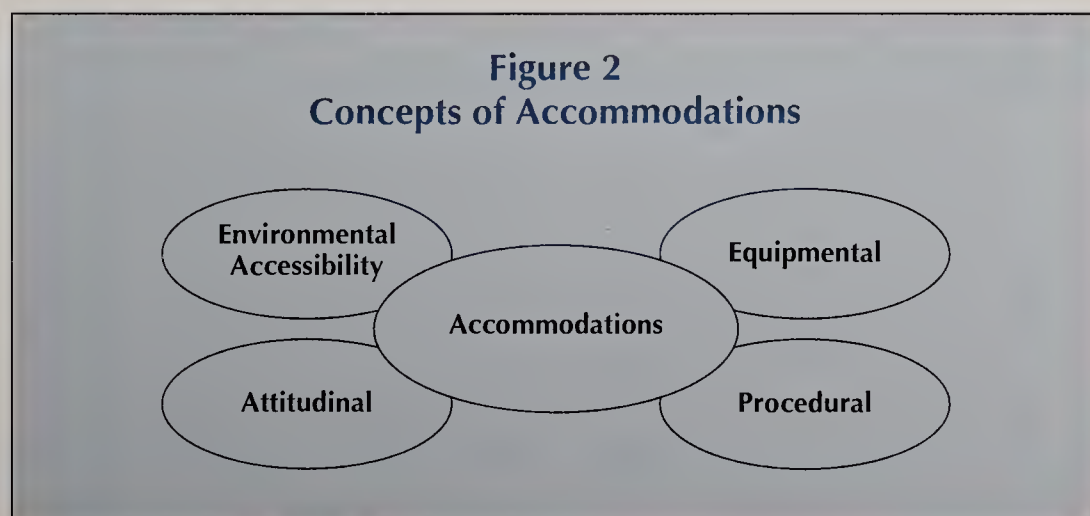 Figure 2
Concepts of Accommodations
Environmental
Accessibility
Equipmental
Accommodations
Attitudinal
Procedural